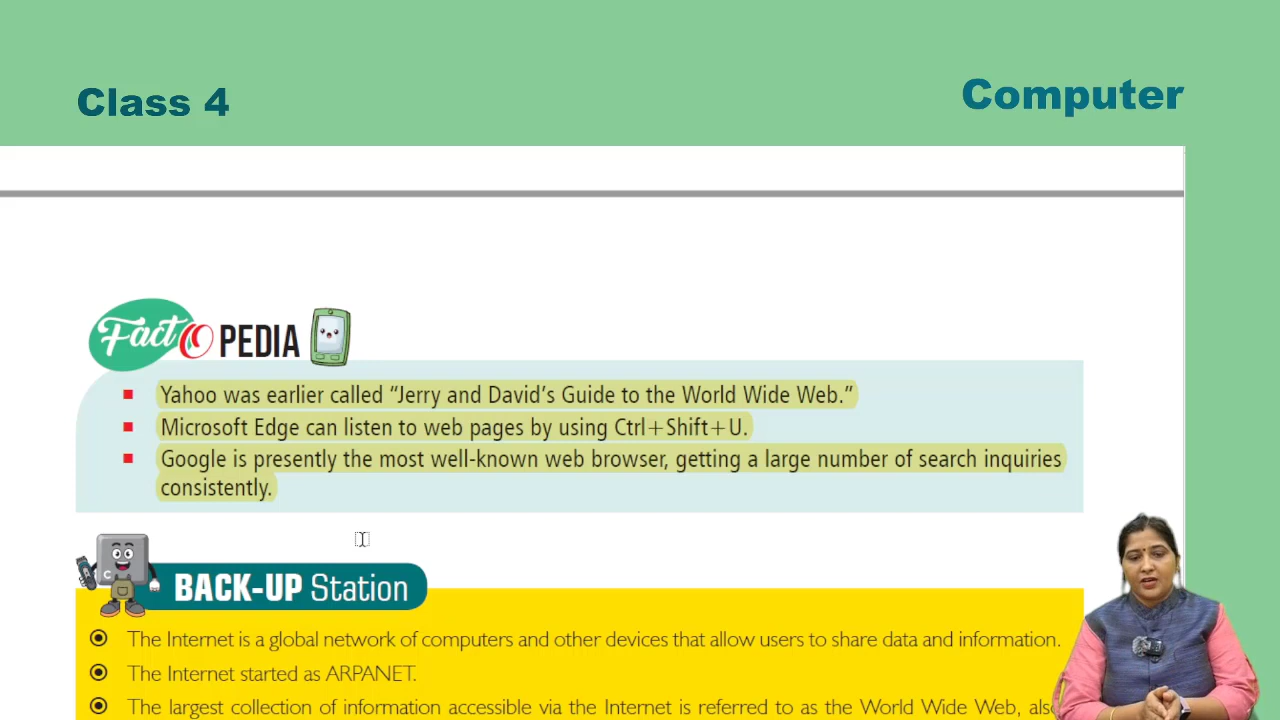 Class 4
Computer
Fact O PEDIA
Yahoo was earlier called “Jerry and David’s Guide to the World Wide Web.”
Microsoft Edge can listen to web pages by using Ctrl+Shift+U.
Google is presently the most well-known web browser, getting a large number of search inquiries
consistently.
C
BACK-UP Station
The Internet is a global network of computers and other devices that allow users to share data and information.
The Internet started as ARPANET.
The largest collection of information accessible via the Internet is referred to as the World Wide Web, also